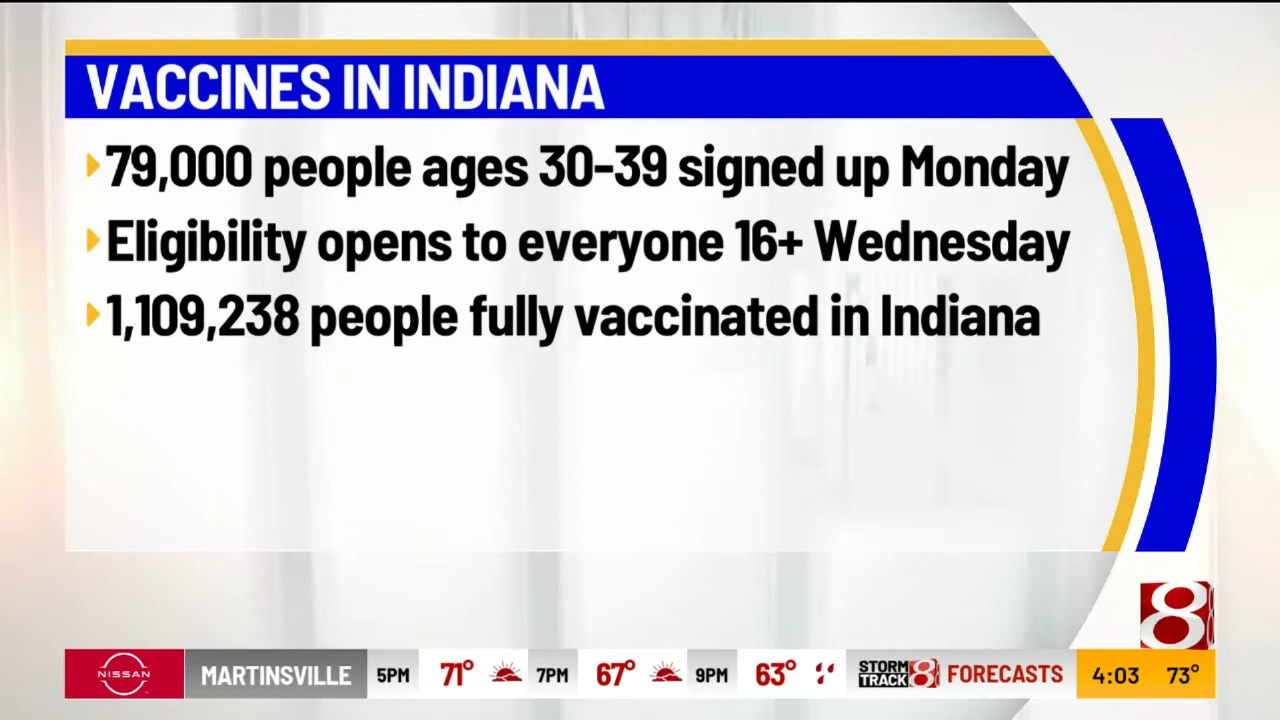 VACCINES IN INDIANA
79,000 people ages 30-39 signed up Monday
Eligibility opens to everyone 16+ Wednesday
1,109,238 people fully vaccinated in Indiana
8
NISSAN MARTINSVILLE 5PM 71° 7PM 67° 9PM 63° STORM TRACK 8 FORECASTS 4:03 73°